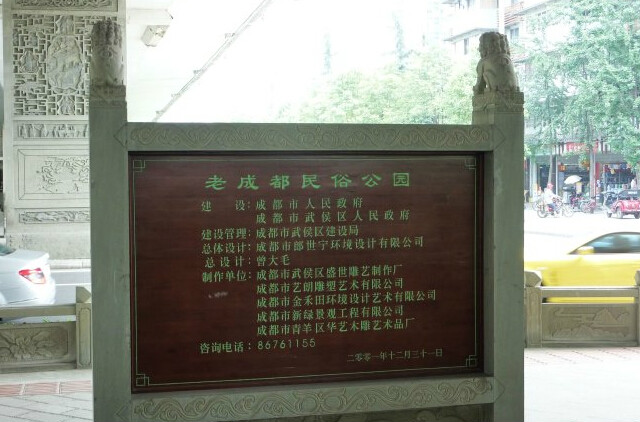 老成都民俗公园
建 设：成都市人民政府
成都市武侯区人民政府
建设管理：成都市武侯区建设局
总体设计：成都市郎世宁环境设计有限公司
总 设 计：曾大毛
制作单位：成都市武侯区盛世雕艺制作厂
成都市艺朗雕塑艺术有限公司
成都市金禾田环境设计艺术有限公司
成都市新绿景观工程有限公司
成都市青羊区华艺木雕艺术品厂
咨询电话：86761155
二零零一年十二月三十一日